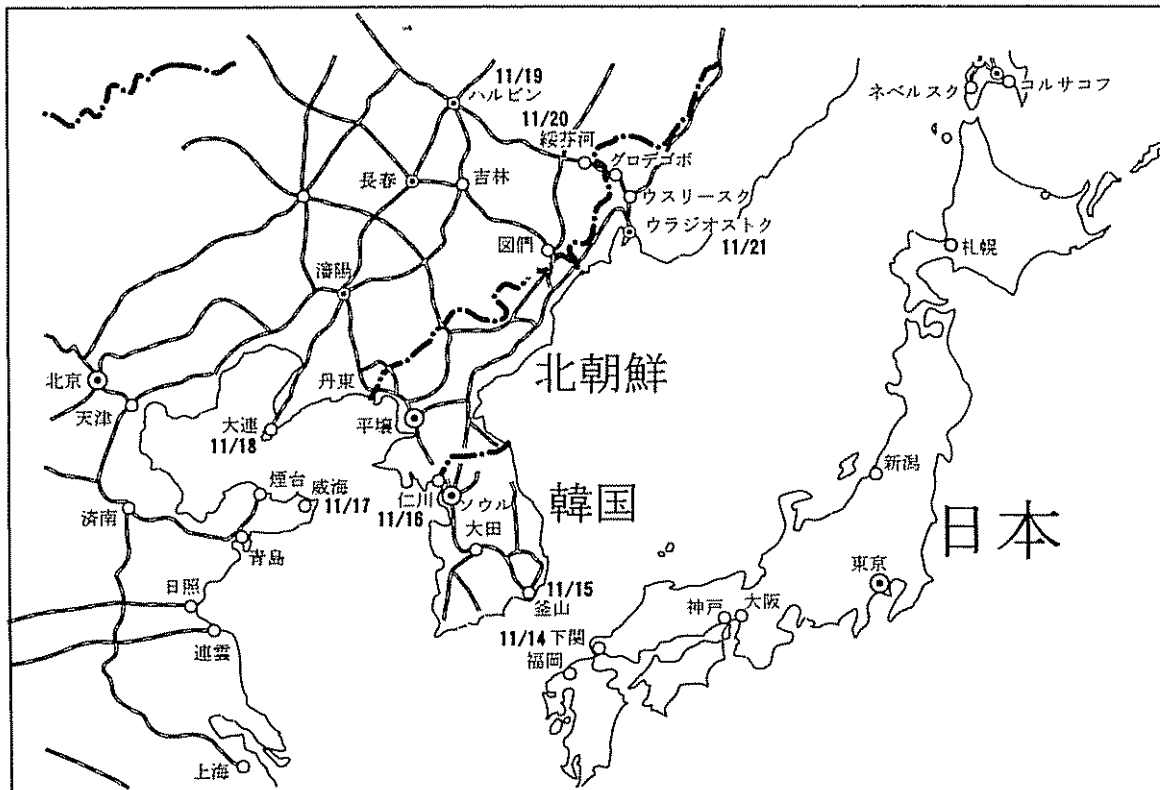 11/19
ハルビン
11/20
綏芬河
グロデゴボ
ウスリースク
ウラジオストク
11/21
長春
吉林
図們
瀋陽
ネベルスク
コルサコフ
札幌
北京
天津
丹東
大連
11/18
平壌
北朝鮮
煙台
威海
11/17
済南
青島
仁川
11/16
ソウル
大田
韓国
新潟
日本
東京
日照
連雲
11/15
釜山
神戸
大阪
11/14 下関
福岡
上海